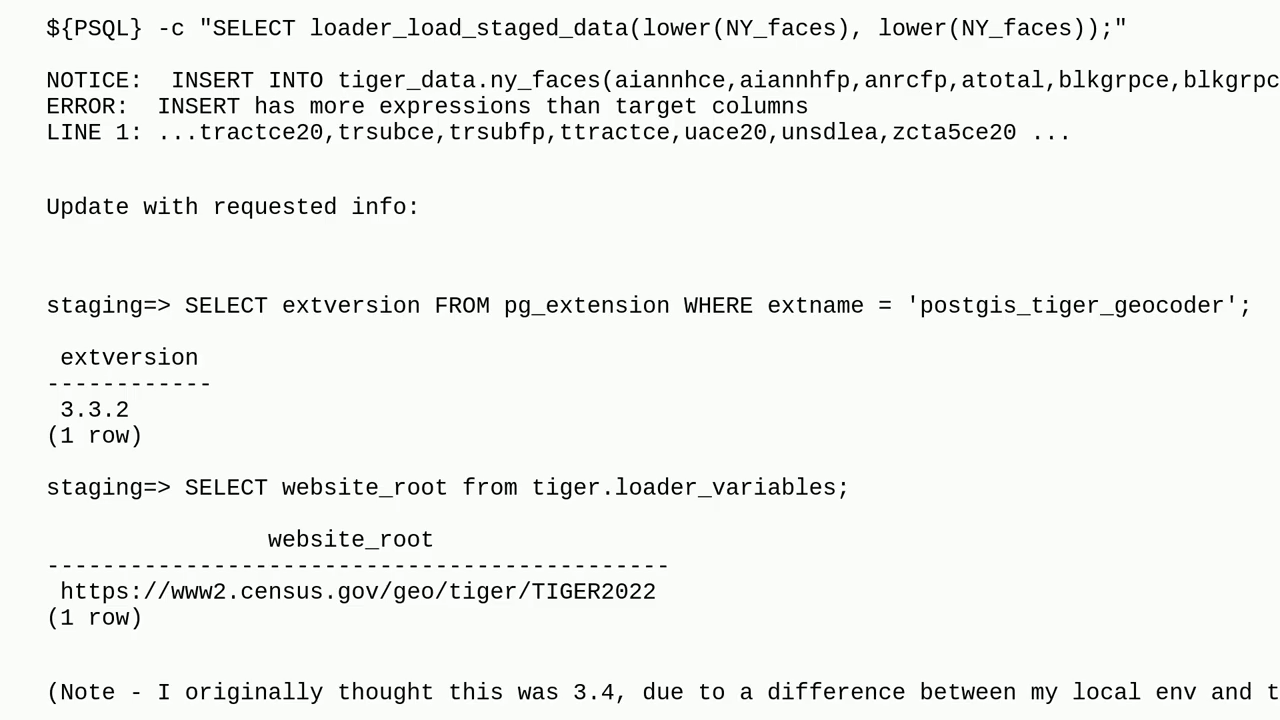 ${PSQL} -c "SELECT loader_load_staged_data(lower(NY_faces), lower(NY_faces));"
NOTICE:  INSERT INTO tiger_data.ny_faces(aiannhce,aiannhfp,anrcfp,atotal,blkgrpce,blkgrpc
ERROR:  INSERT has more expressions than target columns
LINE 1: ...tractce20,trsubce,trsubfp,ttractce,uace20,unsdlea,zcta5ce20 ...
Update with requested info:
staging=> SELECT extversion FROM pg_extension WHERE extname = 'postgis_tiger_geocoder';
extversion
------------
3.3.2
(1 row)
staging=> SELECT website_root from tiger.loader_variables;
website_root
---------------------------------------------
https://www2.census.gov/geo/tiger/TIGER2022
(1 row)
(Note - I originally thought this was 3.4, due to a difference between my local env and t